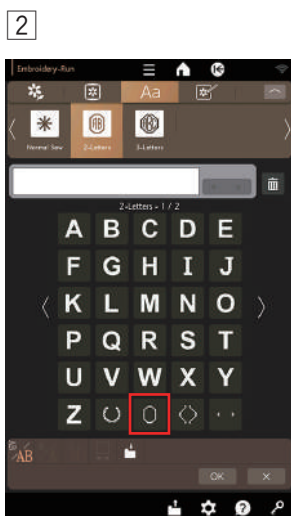 2
Embroidery-Run
Aa
Normal Sew 2-Letters 3-Letters
2-Letters - 1 / 2
A B C D E
F G H I J
K L M N O
P Q R S T
U V W X Y
Z
AB
OK